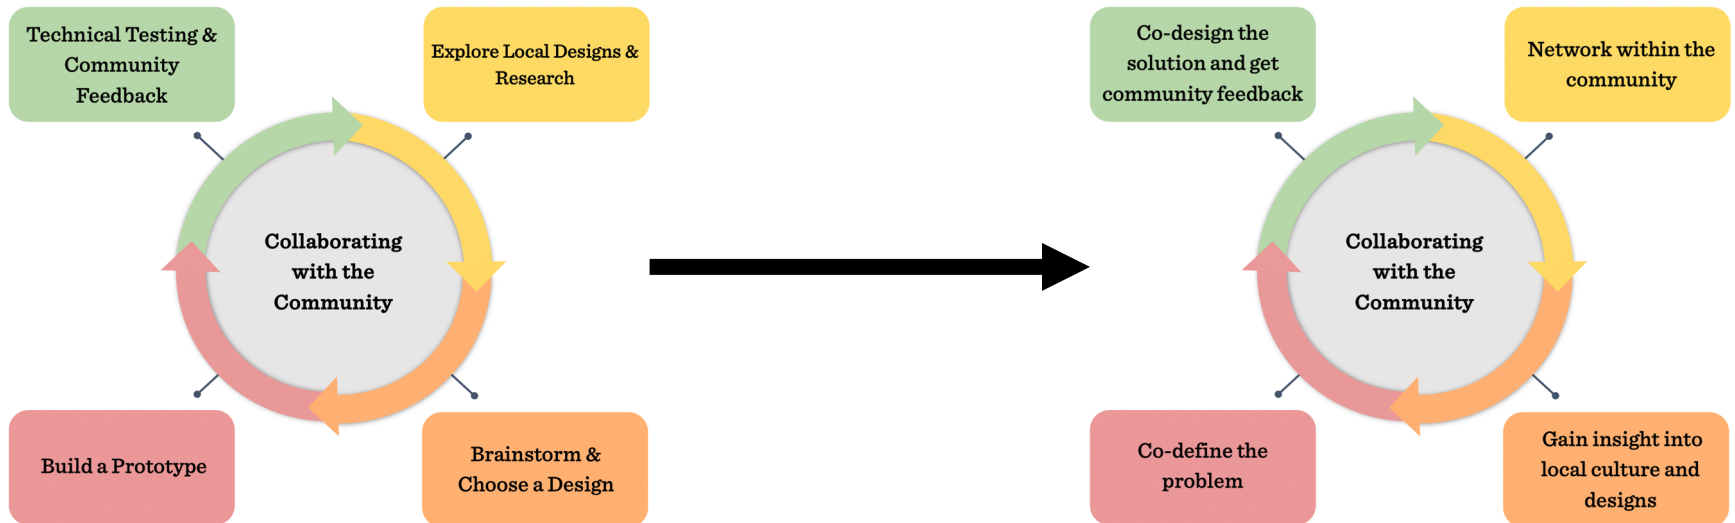 Technical Testing &
Community
Feedback
Explore Local Designs &
Research
Collaborating
with the
Community
Build a Prototype
Brainstorm &
Choose a Design
Co-design the
solution and get
community feedback
Network within the
community
Collaborating
with the
Community
Co-define the
problem
Gain insight into
local culture and
designs